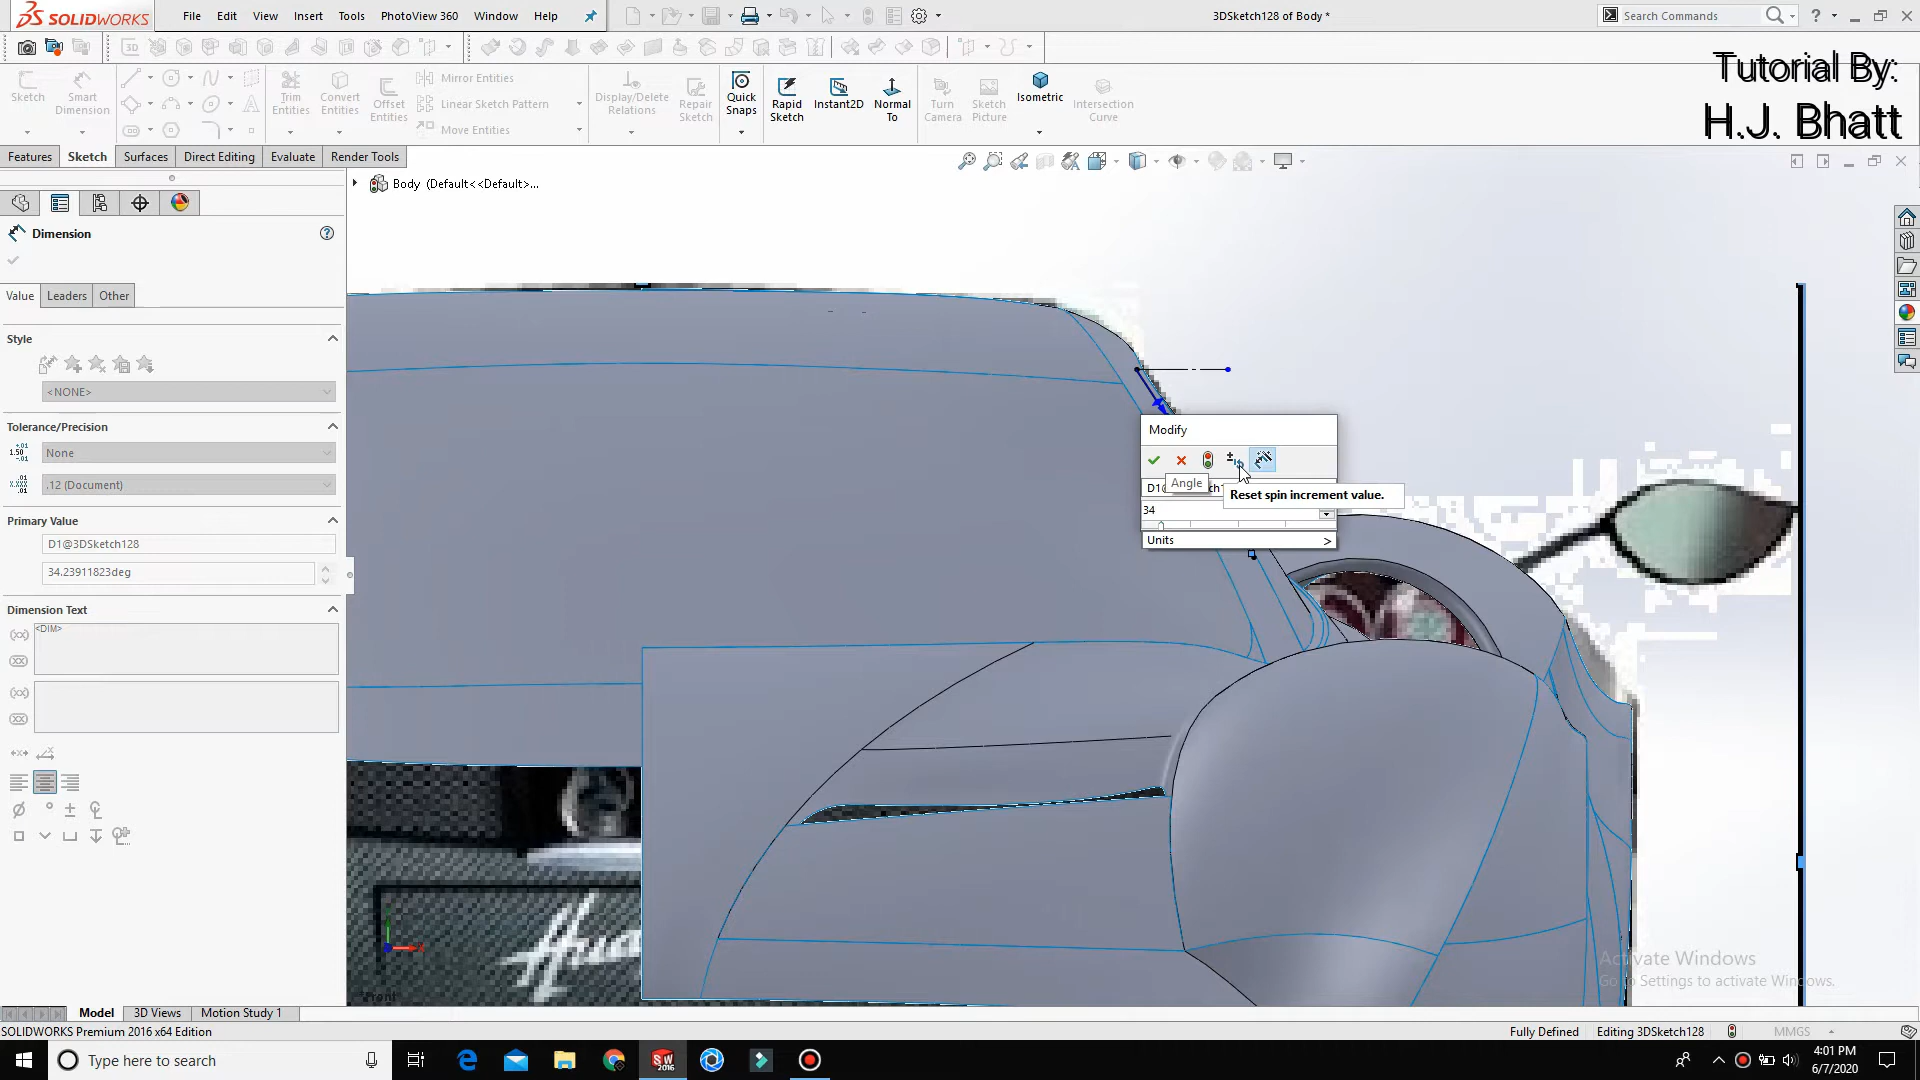 SOLIDWORKS File Edit View Insert Tools PhotoView 360 Window Help 3DSketch128 of Body * Search Commands
Tutorial By:
H.J. Bhatt
Sketch Smart Dimension Trim Entities Convert Entities Offset Entities Mirror Entities Linear Sketch Pattern Move Entities Display/Delete Relations Repair Sketch Quick Snaps Rapid Sketch Instant2D Normal To Turn Camera Sketch Picture Isometric Intersection Curve
Features Sketch Surfaces Direct Editing Evaluate Render Tools
Body (Default<<Default>...
Dimension
Value Leaders Other
Style
<NONE>
Tolerance/Precision
None
.12 (Document)
Primary Value
D1@3DSketch128
34.23911823deg
Dimension Text
<DIM>
Modify
Angle
Reset spin increment value.
34
Units >
Activate Windows
Go to Settings to activate Windows.
*Front
Model 3D Views Motion Study 1
SOLIDWORKS Premium 2016 x64 Edition Fully Defined Editing 3DSketch128 MMGS
Type here to search
4:01 PM
6/7/2020